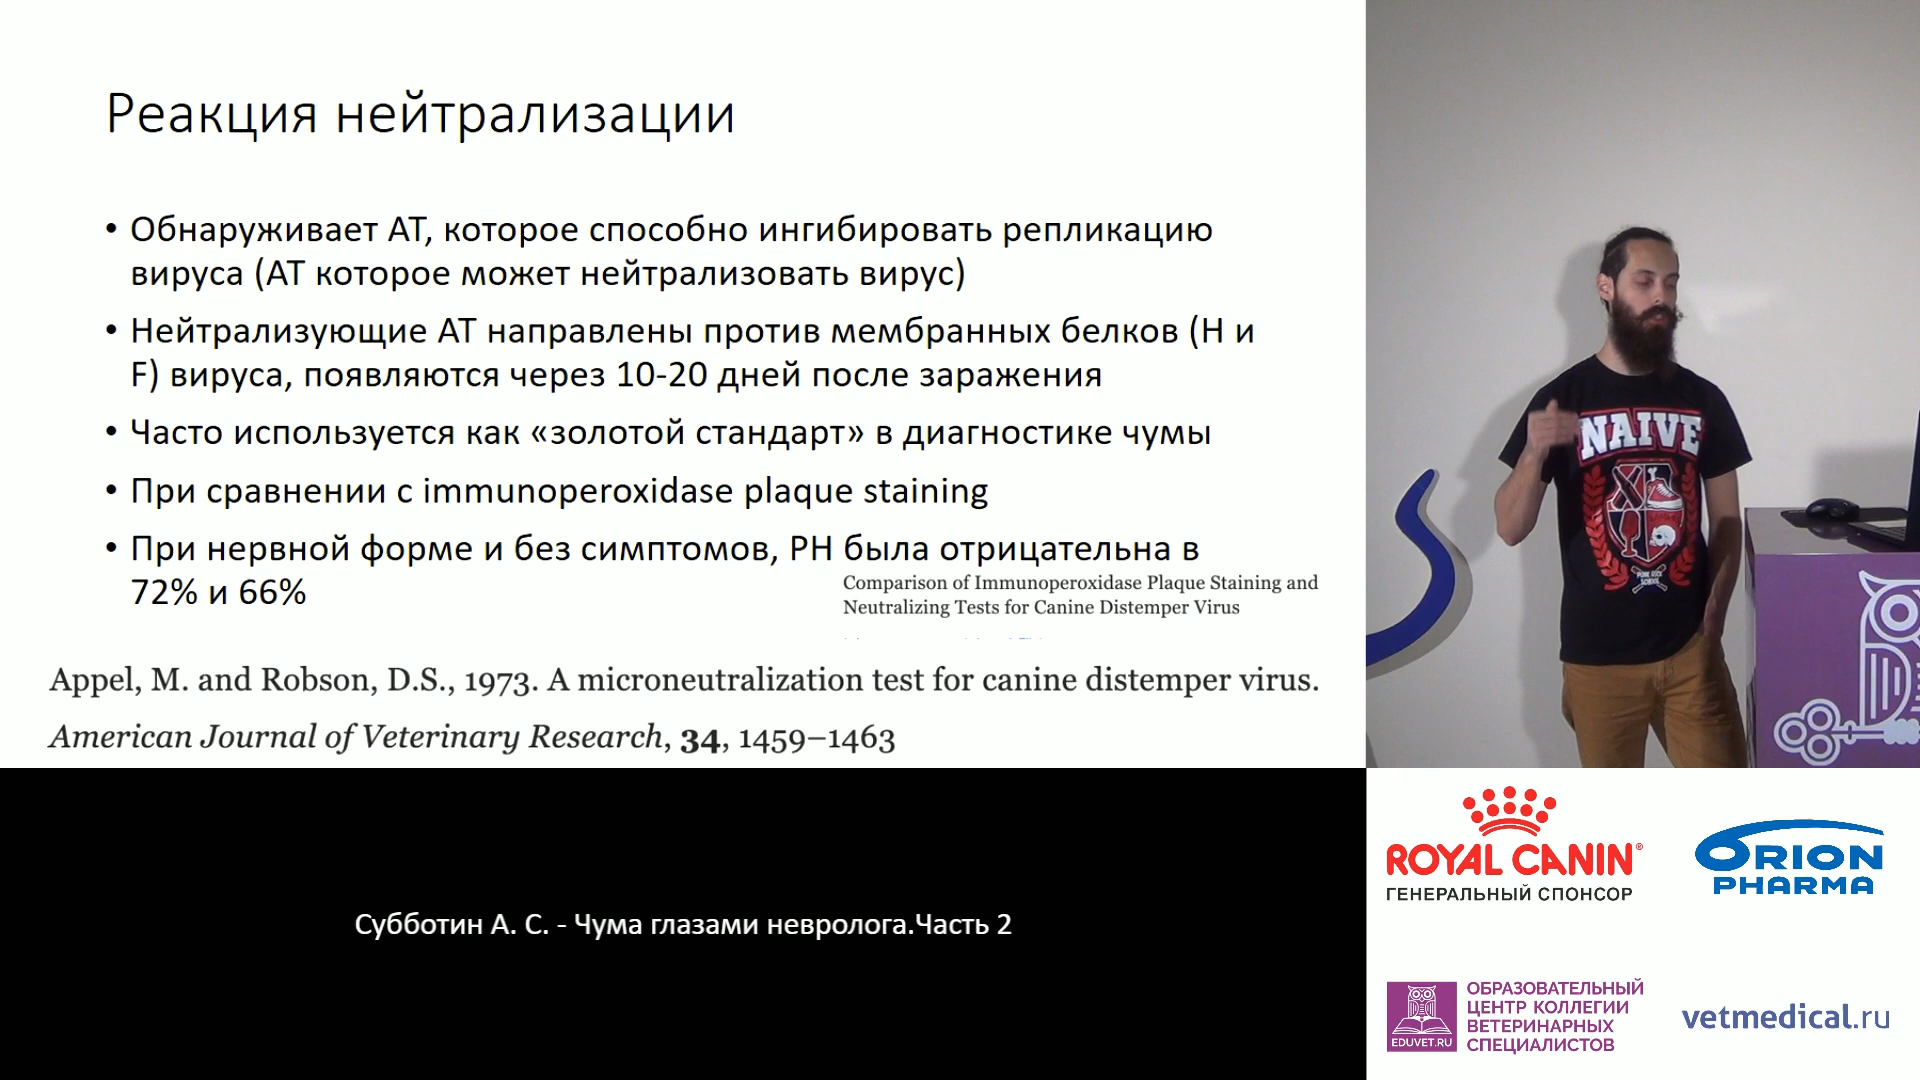 Реакция нейтрализации
• Обнаруживает АТ, которое способно ингибировать репликацию
вируса (АТ которое может нейтрализовать вирус)
• Нейтрализующие АТ направлены против мембранных белков (H и
F) вируса, появляются через 10-20 дней после заражения
• Часто используется как «золотой стандарт» в диагностике чумы
• При сравнении с immunoperoxidase plaque staining
• При нервной форме и без симптомов, РН была отрицательна в
72% и 66%
Comparison of Immunoperoxidase Plaque Staining and
Neutralizing Tests for Canine Distemper Virus
Appel, M. and Robson, D.S., 1973. A microneutralization test for canine distemper virus.
American Journal of Veterinary Research, 34, 1459–1463
NAIVE
PUNK ROCK
SCHOOL
Субботин А. С. - Чума глазами невролога.Часть 2
ROYAL CANIN®
ГЕНЕРАЛЬНЫЙ СПОНСОР
ORION
PHARMA
EDUVET.RU
ОБРАЗОВАТЕЛЬНЫЙ
ЦЕНТР КОЛЛЕГИИ
ВЕТЕРИНАРНЫХ
СПЕЦИАЛИСТОВ
vetmedical.ru